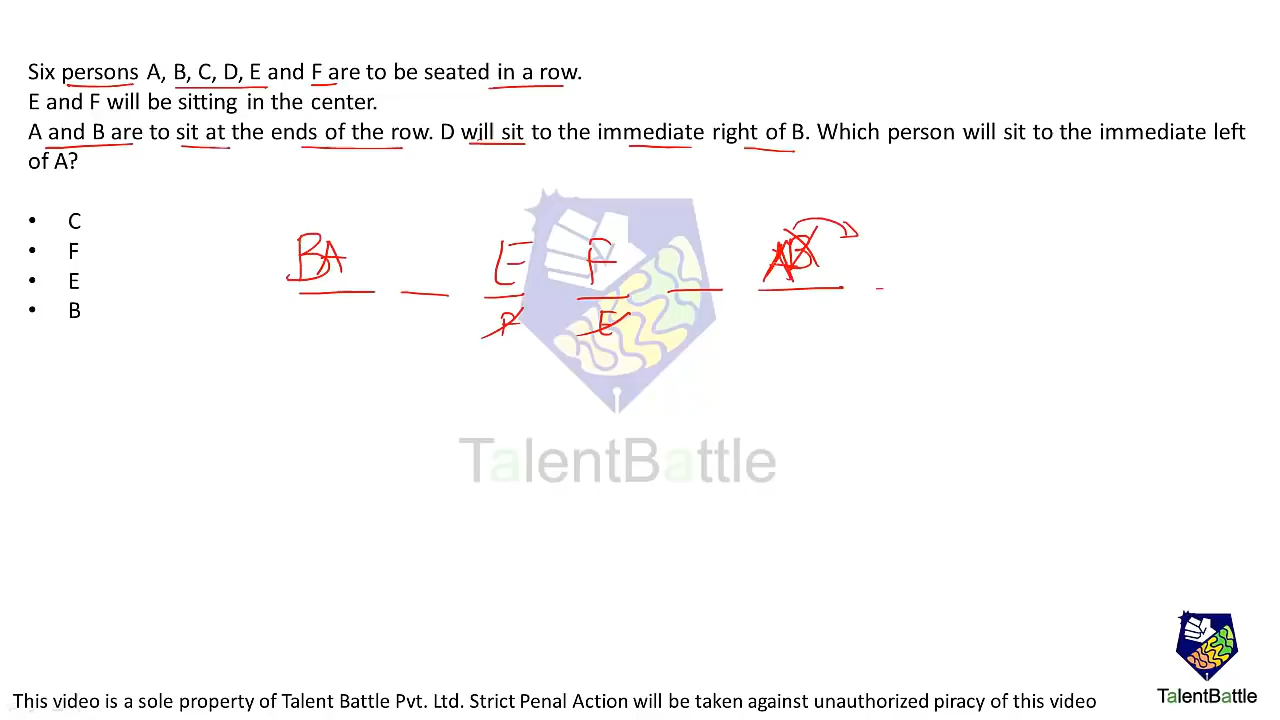 Six persons A, B, C, D, E and F are to be seated in a row.
E and F will be sitting in the center.
A and B are to sit at the ends of the row. D will sit to the immediate right of B. Which person will sit to the immediate left
of A?
• C
• F
• E
• B
BA E F AB
F E
TalentBattle
TalentBattle
This video is a sole property of Talent Battle Pvt. Ltd. Strict Penal Action will be taken against unauthorized piracy of this video